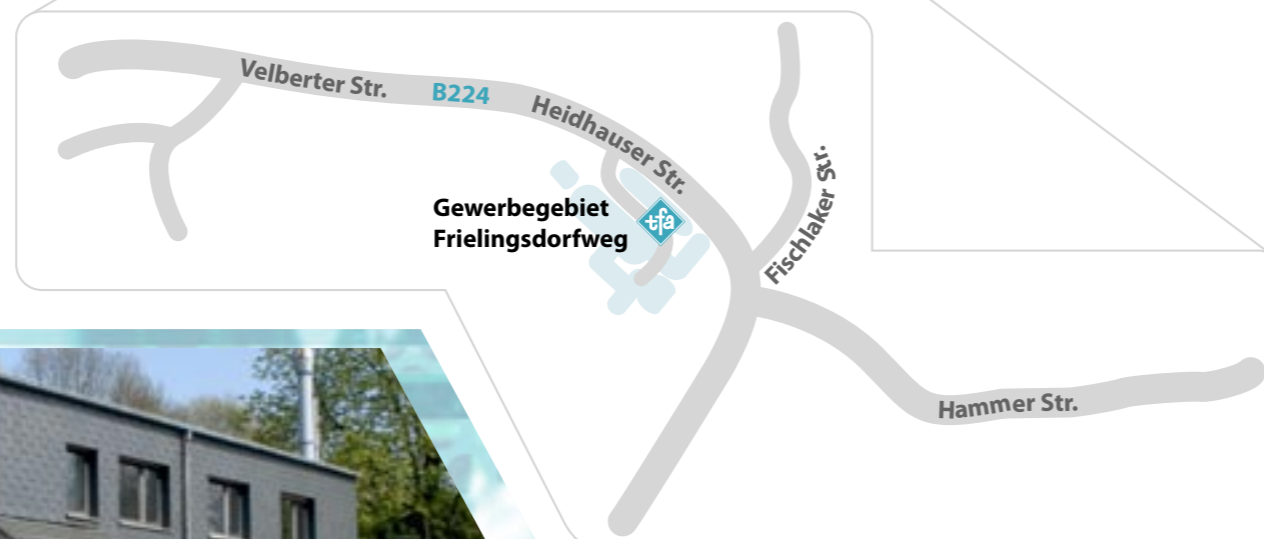 Velberter Str.
B224
Heidhauser Str.
Fischlaker Str.
Gewerbegebiet
Frielingsdorfweg
tfa
Hammer Str.